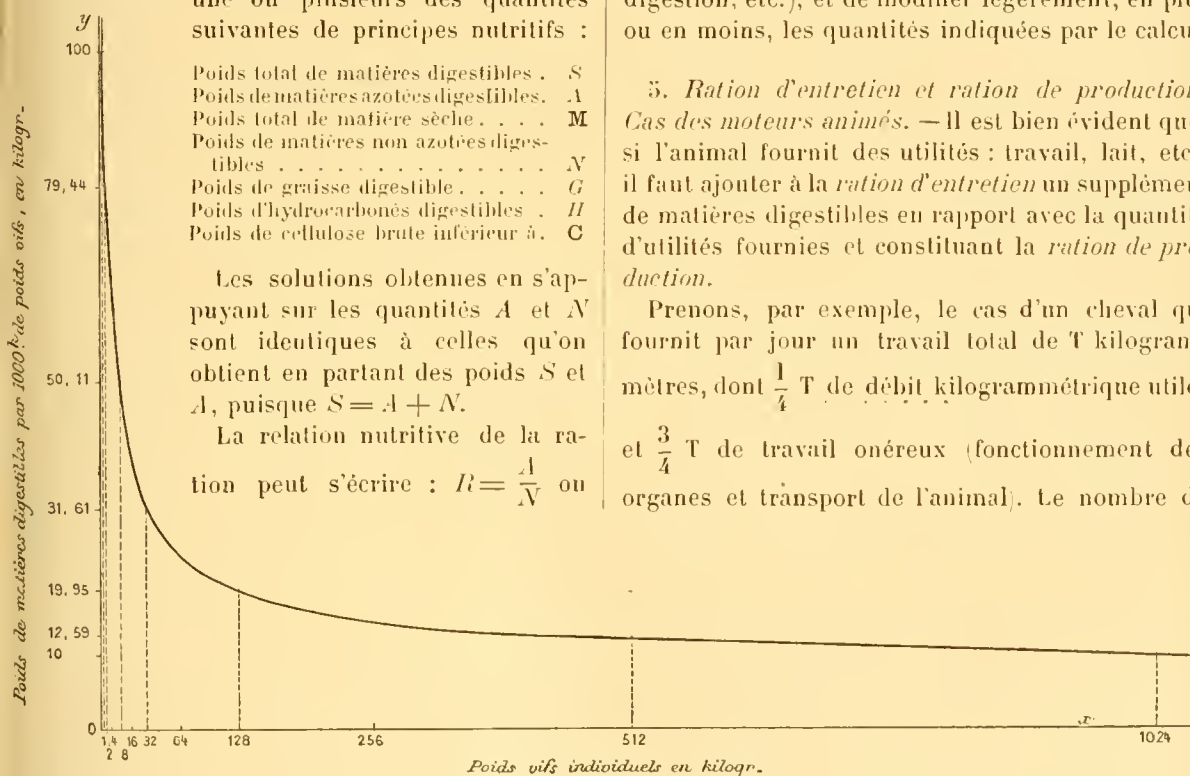 une ou plusieurs des quantités
suivantes de principes nutritifs :
Poids total de matières digestibles . S
Poids de matières azotées digestibles. A
Poids total de matière sèche . . . . M
Poids de matières non azotées diges-
tibles . . . . . . . . . . . . . . N
Poids de graisse digestible . . . . . G
Poids d'hydrocarbonés digestibles . H
Poids de cellulose brute inférieur à. C
Les solutions obtenues en s'ap-
puyant sur les quantités A et N
sont identiques à celles qu'on
obtient en partant des poids S et
A, puisque S = A + N.
La relation nutritive de la ra-
tion peut s'écrire : R = A/N ou
digestion, etc.), et de modifier légèrement, en
ou en moins, les quantités indiquées par le calcu
5. Ration d'entretien et ration de production
Cas des moteurs animés. — Il est bien évident qu
si l'animal fournit des utilités : travail, lait, etc
il faut ajouter à la ration d'entretien un supplémen
de matières digestibles en rapport avec la quanti
d'utilités fournies et constituant la ration de pro
duction.
Prenons, par exemple, le cas d'un cheval qu
fournit par jour un travail total de T kilogram
mètres, dont 1/4 T de débit kilogrammétrique utile
et 3/4 T de travail onéreux (fonctionnement de
organes et transport de l'animal). Le nombre d
Poids de matières digestibles par 1000k. de poids vifs, en kilogr.
y
100
79,44
50,11
31,61
19.95
12,59
10
0
1 2 4 8 16 32 64 128 256 512 1024
x
Poids vifs individuels en kilogr.